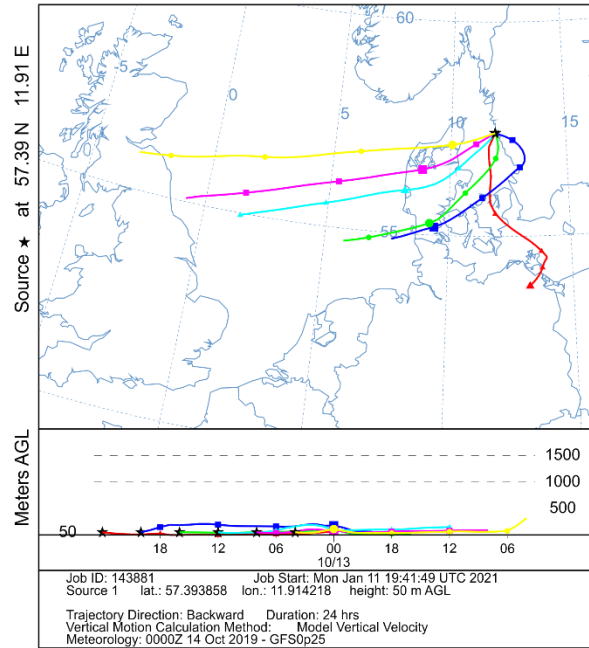 Source ★ at 57.39 N 11.91 E
60
-5
0
5
10
15
55
Meters AGL
1500
1000
500
50
18 12 06 00 18 12 06
10/13
Job ID: 143881 Job Start: Mon Jan 11 19:41:49 UTC 2021
Source 1 lat.: 57.393858 lon.: 11.914218 height: 50 m AGL
Trajectory Direction: Backward Duration: 24 hrs
Vertical Motion Calculation Method: Model Vertical Velocity
Meteorology: 0000Z 14 Oct 2019 - GFS0p25